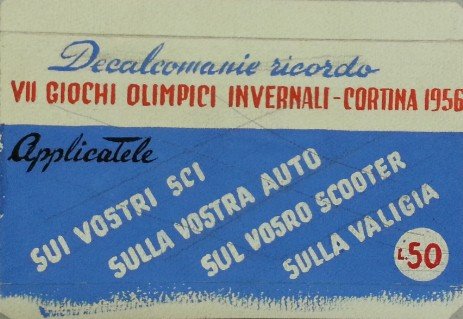 Decalcomanie ricordo
VII GIOCHI OLIMPICI INVERNALI-CORTINA 1956
Applicatele
SUI VOSTRI SCI
SULLA VOSTRA AUTO
SUL VOSRO SCOOTER
SULLA VALIGIA
L.50